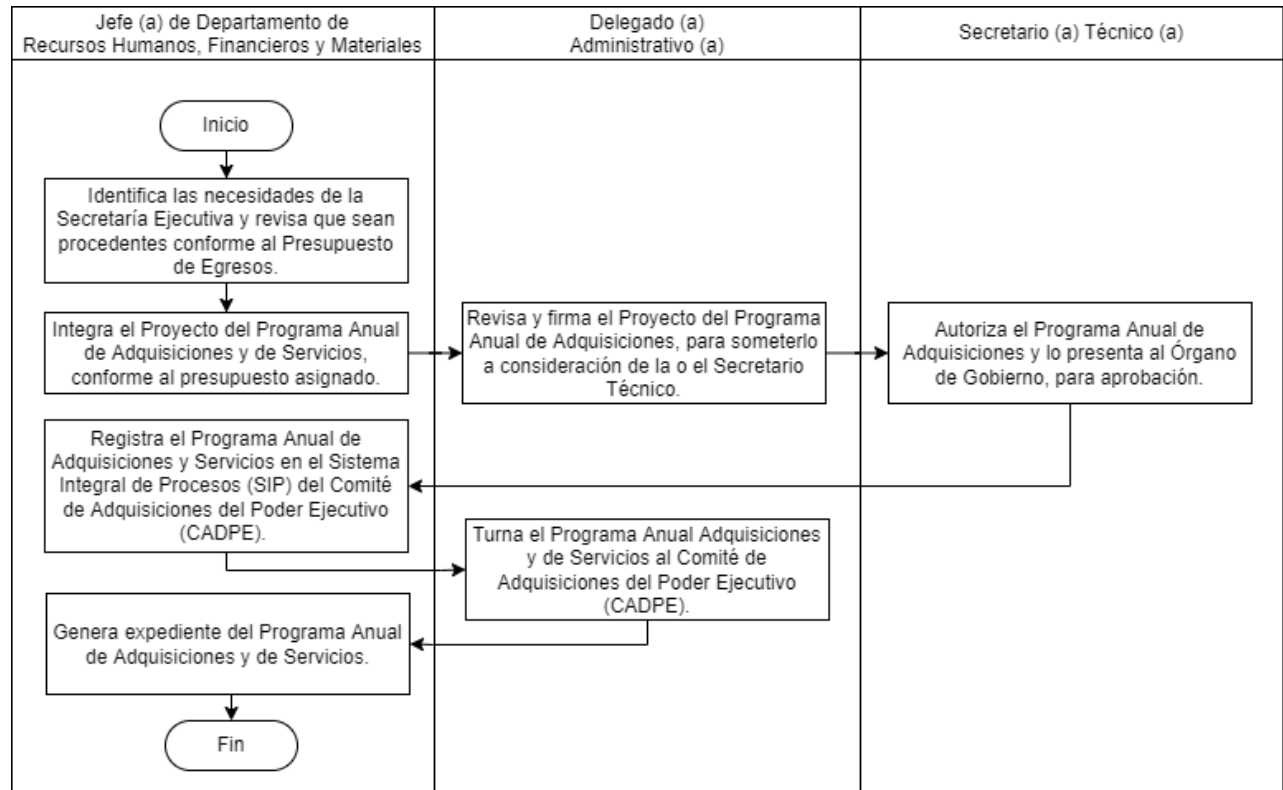 Jefe (a) de Departamento de
Recursos Humanos, Financieros y Materiales
Delegado (a)
Administrativo (a)
Secretario (a) Técnico (a)
Inicio
Identifica las necesidades de la
Secretaría Ejecutiva y revisa que sean
procedentes conforme al Presupuesto
de Egresos.
Integra el Proyecto del Programa Anual
de Adquisiciones y de Servicios,
conforme al presupuesto asignado.
Revisa y firma el Proyecto del Programa
Anual de Adquisiciones, para someterlo
a consideración de la o el Secretario
Técnico.
Autoriza el Programa Anual de
Adquisiciones y lo presenta al Órgano
de Gobierno, para aprobación.
Registra el Programa Anual de
Adquisiciones y Servicios en el Sistema
Integral de Procesos (SIP) del Comité
de Adquisiciones del Poder Ejecutivo
(CADPE).
Turna el Programa Anual Adquisiciones
y de Servicios al Comité de
Adquisiciones del Poder Ejecutivo
(CADPE).
Genera expediente del Programa Anual
de Adquisiciones y de Servicios.
Fin